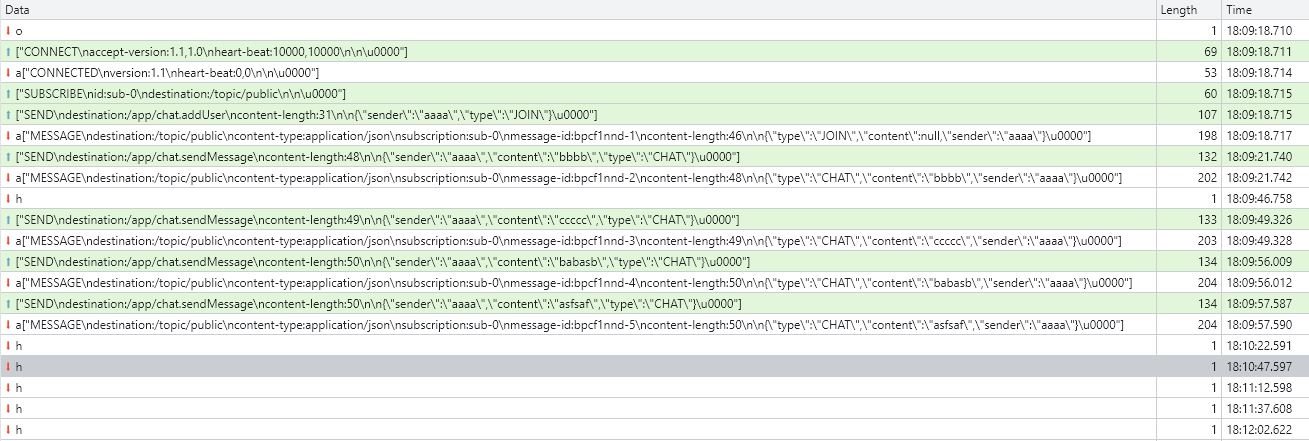 Data Length Time
o 1 18:09:18.710
["CONNECT\naccept-version:1.1,1.0\nheart-beat:10000,10000\n\n\u0000"] 69 18:09:18.711
a["CONNECTED\nversion:1.1\nheart-beat:0,0\n\n\u0000"] 53 18:09:18.714
["SUBSCRIBE\nid:sub-0\ndestination:/topic/public\n\n\u0000"] 60 18:09:18.715
["SEND\ndestination:/app/chat.addUser\ncontent-length:31\n\n{\"sender\":\"aaaa\",\"type\":\"JOIN\"}\u0000"] 107 18:09:18.715
a["MESSAGE\ndestination:/topic/public\ncontent-type:application/json\nsubscription:sub-0\nmessage-id:bpcf1nnd-1\ncontent-length:46\n\n{\"type\":\"JOIN\",\"content\":null,\"sender\":\"aaaa\"}\u0000"] 198 18:09:18.717
["SEND\ndestination:/app/chat.sendMessage\ncontent-length:48\n\n{\"sender\":\"aaaa\",\"content\":\"bbbb\",\"type\":\"CHAT\"}\u0000"] 132 18:09:21.740
a["MESSAGE\ndestination:/topic/public\ncontent-type:application/json\nsubscription:sub-0\nmessage-id:bpcf1nnd-2\ncontent-length:48\n\n{\"type\":\"CHAT\",\"content\":\"bbbb\",\"sender\":\"aaaa\"}\u0000"] 202 18:09:21.742
h 1 18:09:46.758
["SEND\ndestination:/app/chat.sendMessage\ncontent-length:49\n\n{\"sender\":\"aaaa\",\"content\":\"ccccc\",\"type\":\"CHAT\"}\u0000"] 133 18:09:49.326
a["MESSAGE\ndestination:/topic/public\ncontent-type:application/json\nsubscription:sub-0\nmessage-id:bpcf1nnd-3\ncontent-length:49\n\n{\"type\":\"CHAT\",\"content\":\"ccccc\",\"sender\":\"aaaa\"}\u0000"] 203 18:09:49.328
["SEND\ndestination:/app/chat.sendMessage\ncontent-length:50\n\n{\"sender\":\"aaaa\",\"content\":\"babasb\",\"type\":\"CHAT\"}\u0000"] 134 18:09:56.009
a["MESSAGE\ndestination:/topic/public\ncontent-type:application/json\nsubscription:sub-0\nmessage-id:bpcf1nnd-4\ncontent-length:50\n\n{\"type\":\"CHAT\",\"content\":\"babasb\",\"sender\":\"aaaa\"}\u0000"] 204 18:09:56.012
["SEND\ndestination:/app/chat.sendMessage\ncontent-length:50\n\n{\"sender\":\"aaaa\",\"content\":\"asfsaf\",\"type\":\"CHAT\"}\u0000"] 134 18:09:57.587
a["MESSAGE\ndestination:/topic/public\ncontent-type:application/json\nsubscription:sub-0\nmessage-id:bpcf1nnd-5\ncontent-length:50\n\n{\"type\":\"CHAT\",\"content\":\"asfsaf\",\"sender\":\"aaaa\"}\u0000"] 204 18:09:57.590
h 1 18:10:22.591
h 1 18:10:47.597
h 1 18:11:12.598
h 1 18:11:37.608
h 1 18:12:02.622